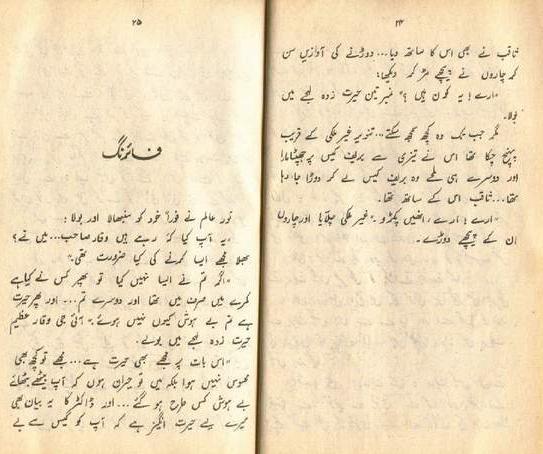 ۲۴
ثاقب نے بھی اس کا ساتھ دیا... دوڑنے کی آوازیں سن
کر چاروں نے پیچھے مڑ کر دیکھا:
"ارے! یہ کون ہیں ؟" نمبر تین حیرت زدہ لہجے میں
بولا.
مگر جب تک وہ کچھ سمجھ سکتے... تنویر غیر ملکی کے قریب
پہنچ چکا تھا اس نے تیزی سے بریف کیس پر جھپٹا مارا
اور دوسرے ہی لمحے وہ بریف کیس لے کر دوڑا جا رہا
تھا... ثاقب اس کے ساتھ تھا.
"ارے! ارے، انھیں پکڑو." غیر ملکی چلایا اور چاروں
ان کے پیچھے دوڑے.
۲۵
فائرنگ
نور عالم نے فوراً خود کو سنبھالا اور بولا :
"یہ آپ کیا کہہ رہے ہیں وقار صاحب... میں نے؟
بھلا مجھے ایسا کرنے کی کیا ضرورت تھی."
"اگر تم نے ایسا نہیں کیا تو پھر کس نے کیا ہے
کمرے میں صرف میں تھا اور دوسرے تم... اور پھر حیرت
ہے تم بے ہوش کیوں نہیں ہوئے." آئی جی وقار عظیم
حیرت زدہ لہجے میں بولے.
"اس بات پر مجھے بھی حیرت ہے... مجھے تو کچھ بھی
محسوس نہیں ہوا بلکہ میں تو حیران ہوں کہ آپ بیٹھے بٹھائے
بے ہوش کس طرح ہو گئے... اور ڈاکٹر کا یہ بیان بھی
میرے لیے حیرت انگیز ہے کہ آپ کو گیس سے بے